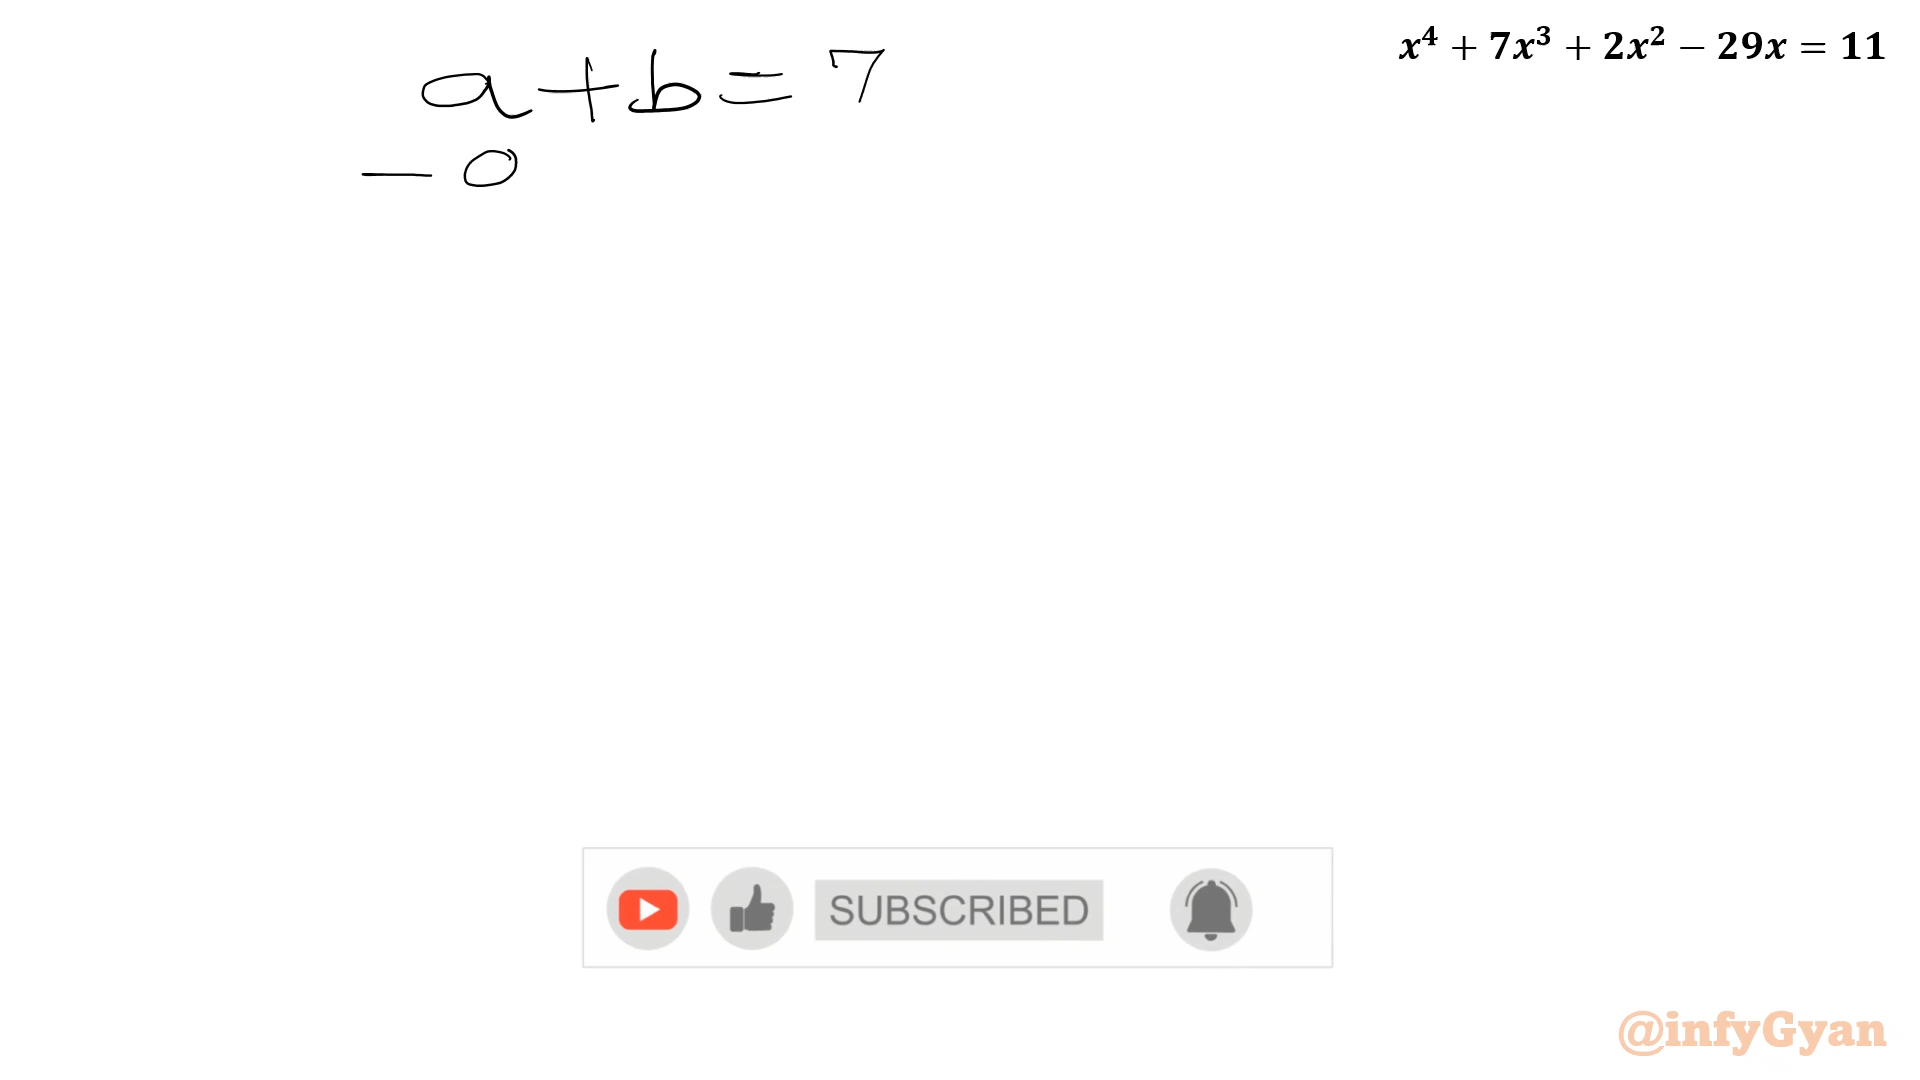 a+b=7
x⁴ + 7x³ + 2x² − 29x = 11
− 0
SUBSCRIBED
@infyGyan